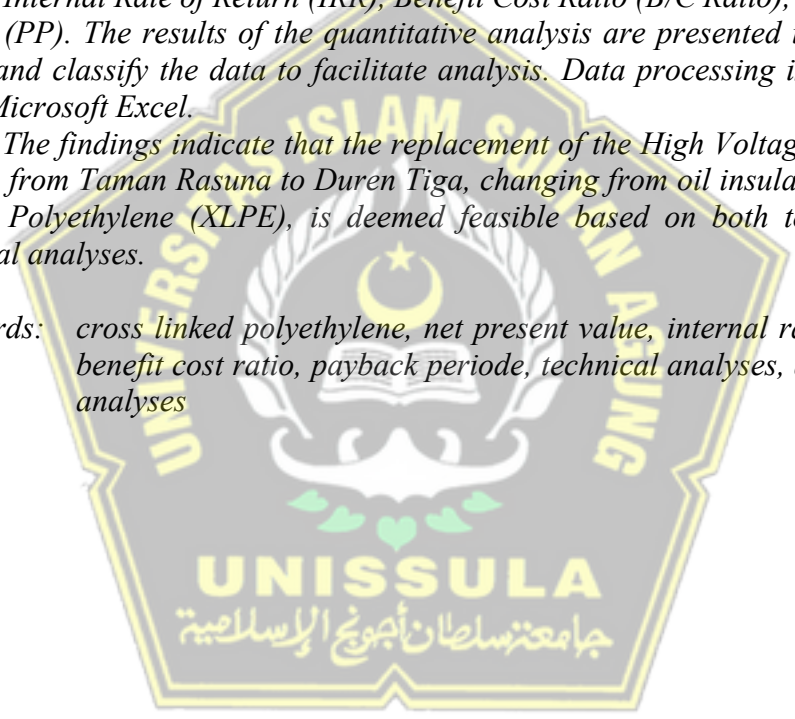 Internal Rate of Return (IRR), Benefit Cost Ratio (B/C Ratio),
(PP). The results of the quantitative analysis are presented
and classify the data to facilitate analysis. Data processing
Microsoft Excel.
The findings indicate that the replacement of the High
from Taman Rasuna to Duren Tiga, changing from oil
Polyethylene (XLPE), is deemed feasible based on both
analyses.
cross linked polyethylene, net present value, internal
benefit cost ratio, payback periode, technical analyses,
analyses
UNIVERSITAS ISLAM SULTAN AGUNG
UNISSULA
جامعة سلطان أجونج الإسلامية